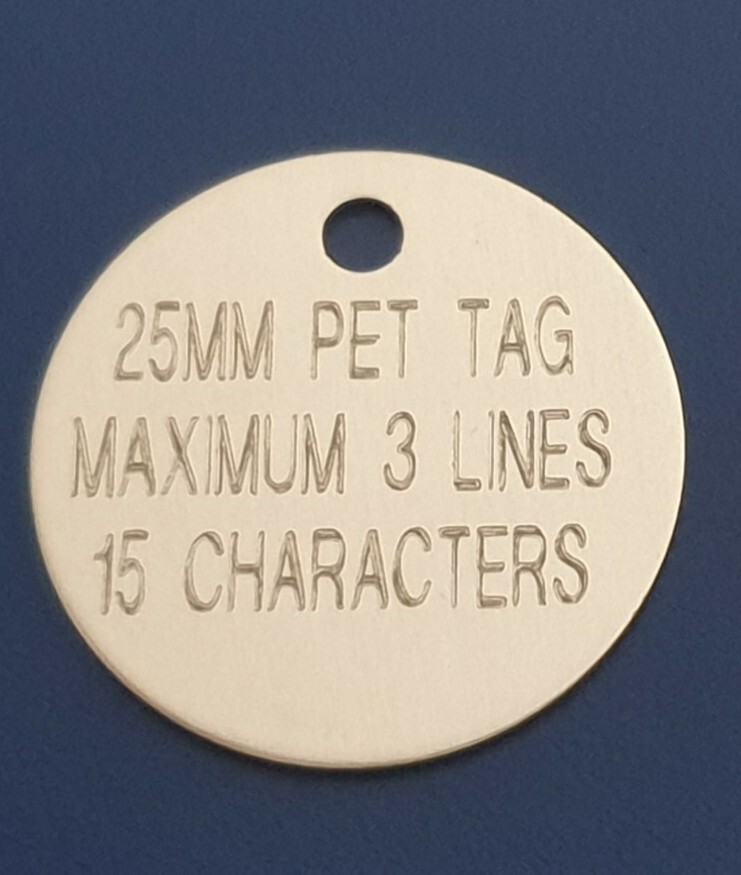 25MM PET TAG
MAXIMUM 3 LINES
15 CHARACTERS